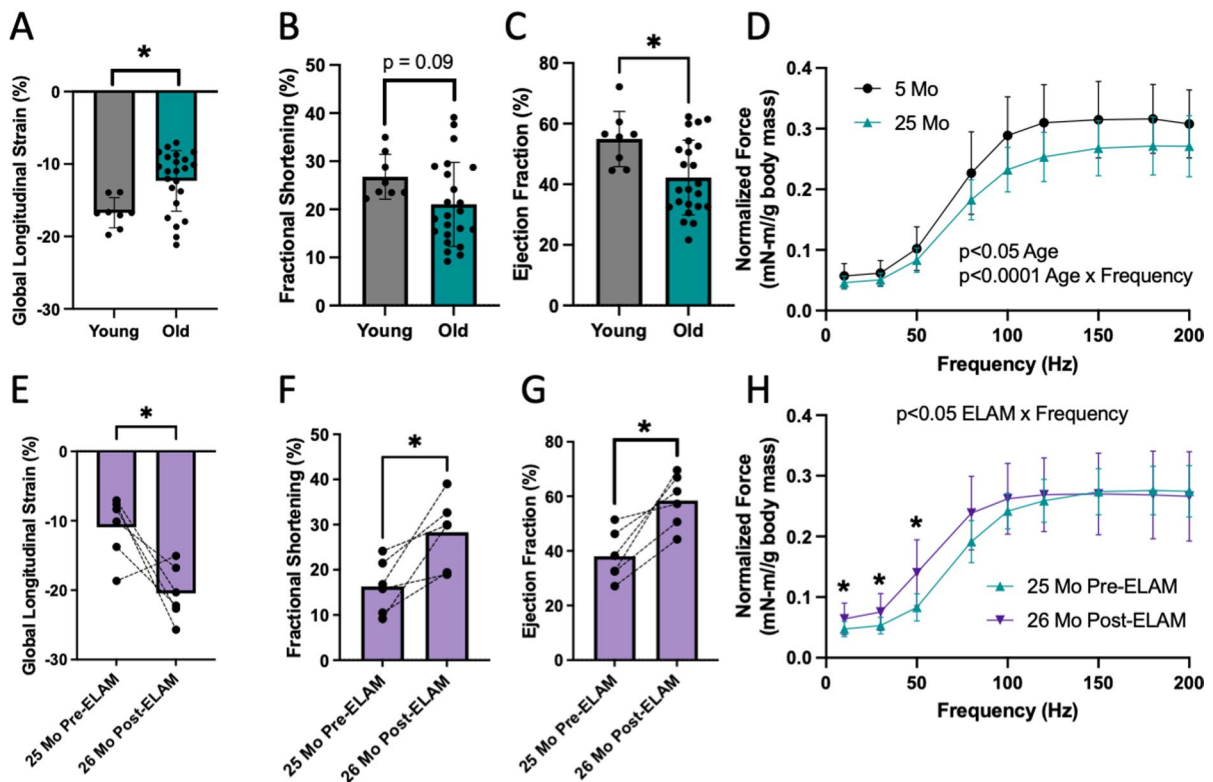 A
*
Global Longitudinal Strain (%)
0
-10
-20
-30
Young
Old
B
p = 0.09
Fractional Shortening (%)
50
40
30
20
10
0
Young
Old
C
*
Ejection Fraction (%)
80
60
40
20
0
Young
Old
D
Normalized Force
(mN-m//g body mass)
0.4
0.3
0.2
0.1
0.0
5 Mo
25 Mo
p<0.05 Age
p<0.0001 Age x Frequency
0
50
100
150
200
Frequency (Hz)
E
*
Global Longitudinal Strain (%)
0
-10
-20
-30
25 Mo Pre-ELAM
26 Mo Post-ELAM
F
*
Fractional Shortening (%)
50
40
30
20
10
0
25 Mo Pre-ELAM
26 Mo Post-ELAM
G
*
Ejection Fraction (%)
80
60
40
20
0
25 Mo Pre-ELAM
26 Mo Post-ELAM
H
p<0.05 ELAM x Frequency
Normalized Force
(mN-m//g body mass)
0.4
0.3
0.2
0.1
0.0
*
*
*
25 Mo Pre-ELAM
26 Mo Post-ELAM
0
50
100
150
200
Frequency (Hz)